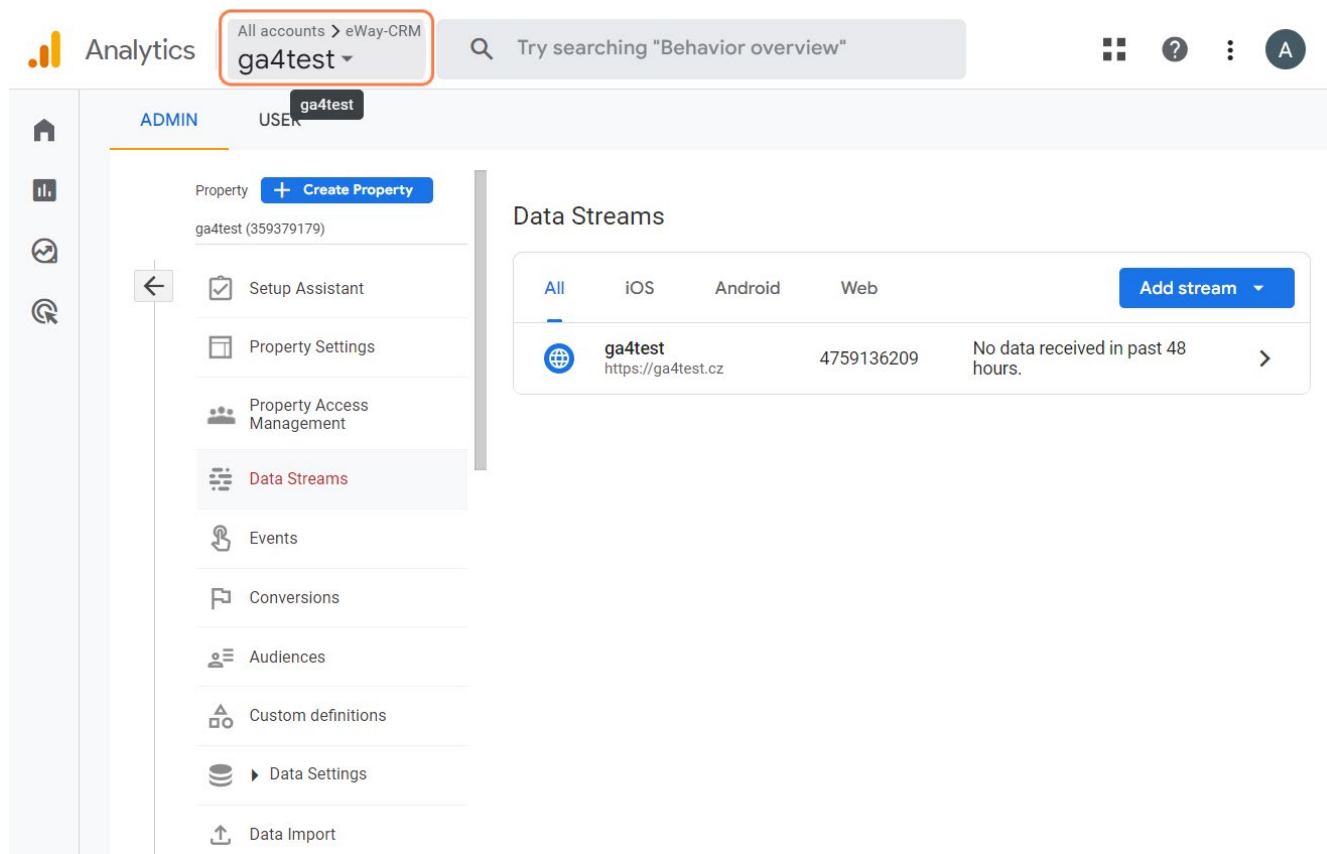 All accounts > eWay-CRM
Analytics
ga4test
Try searching "Behavior overview"
A
ga4test
ADMIN
USER
Property
+ Create Property
ga4test (359379179)
Setup Assistant
Property Settings
Property Access
Management
Data Streams
Events
Conversions
Audiences
Custom definitions
Data Settings
Data Import
Data Streams
All
iOS
Android
Web
Add stream
ga4test
https://ga4test.cz
4759136209
No data received in past 48
hours.